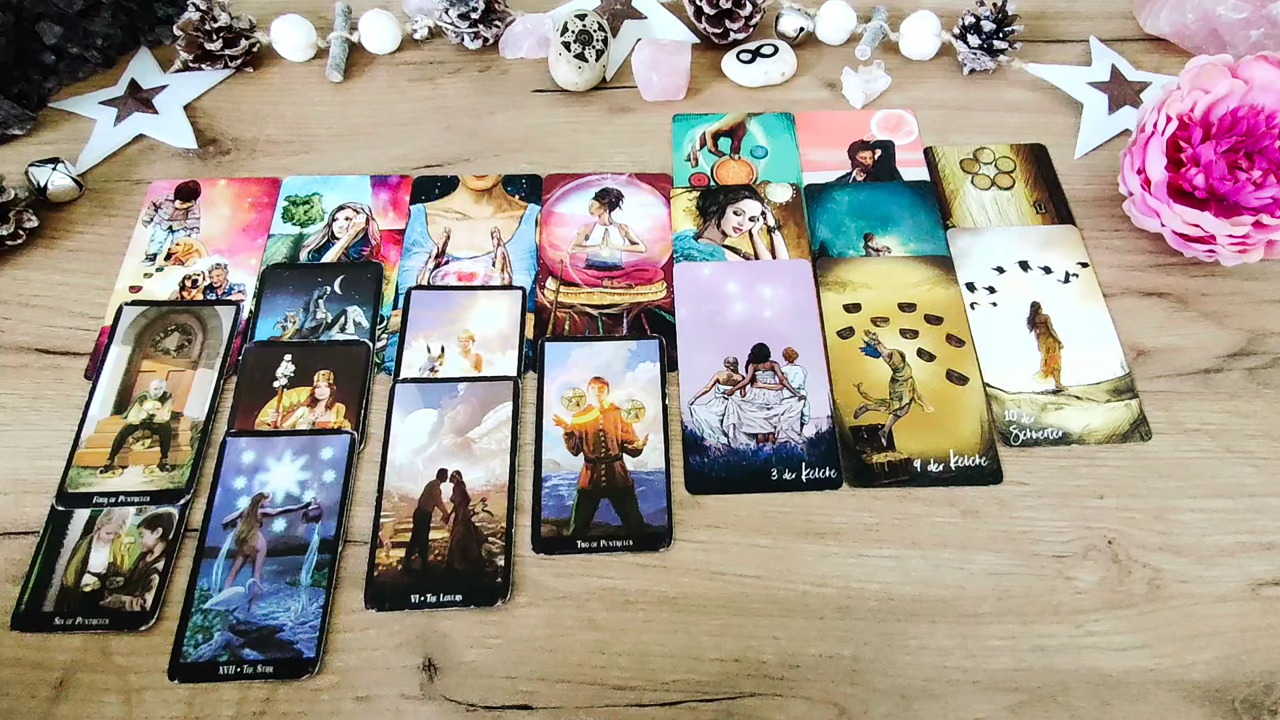 8
10 der
Schwerter
3 der Kelche
9 der Kelche
FOUR OF PENTACLES
TWO OF PENTACLES
VI • THE LOVERS
SIX OF PENTACLES
XVII • THE STAR